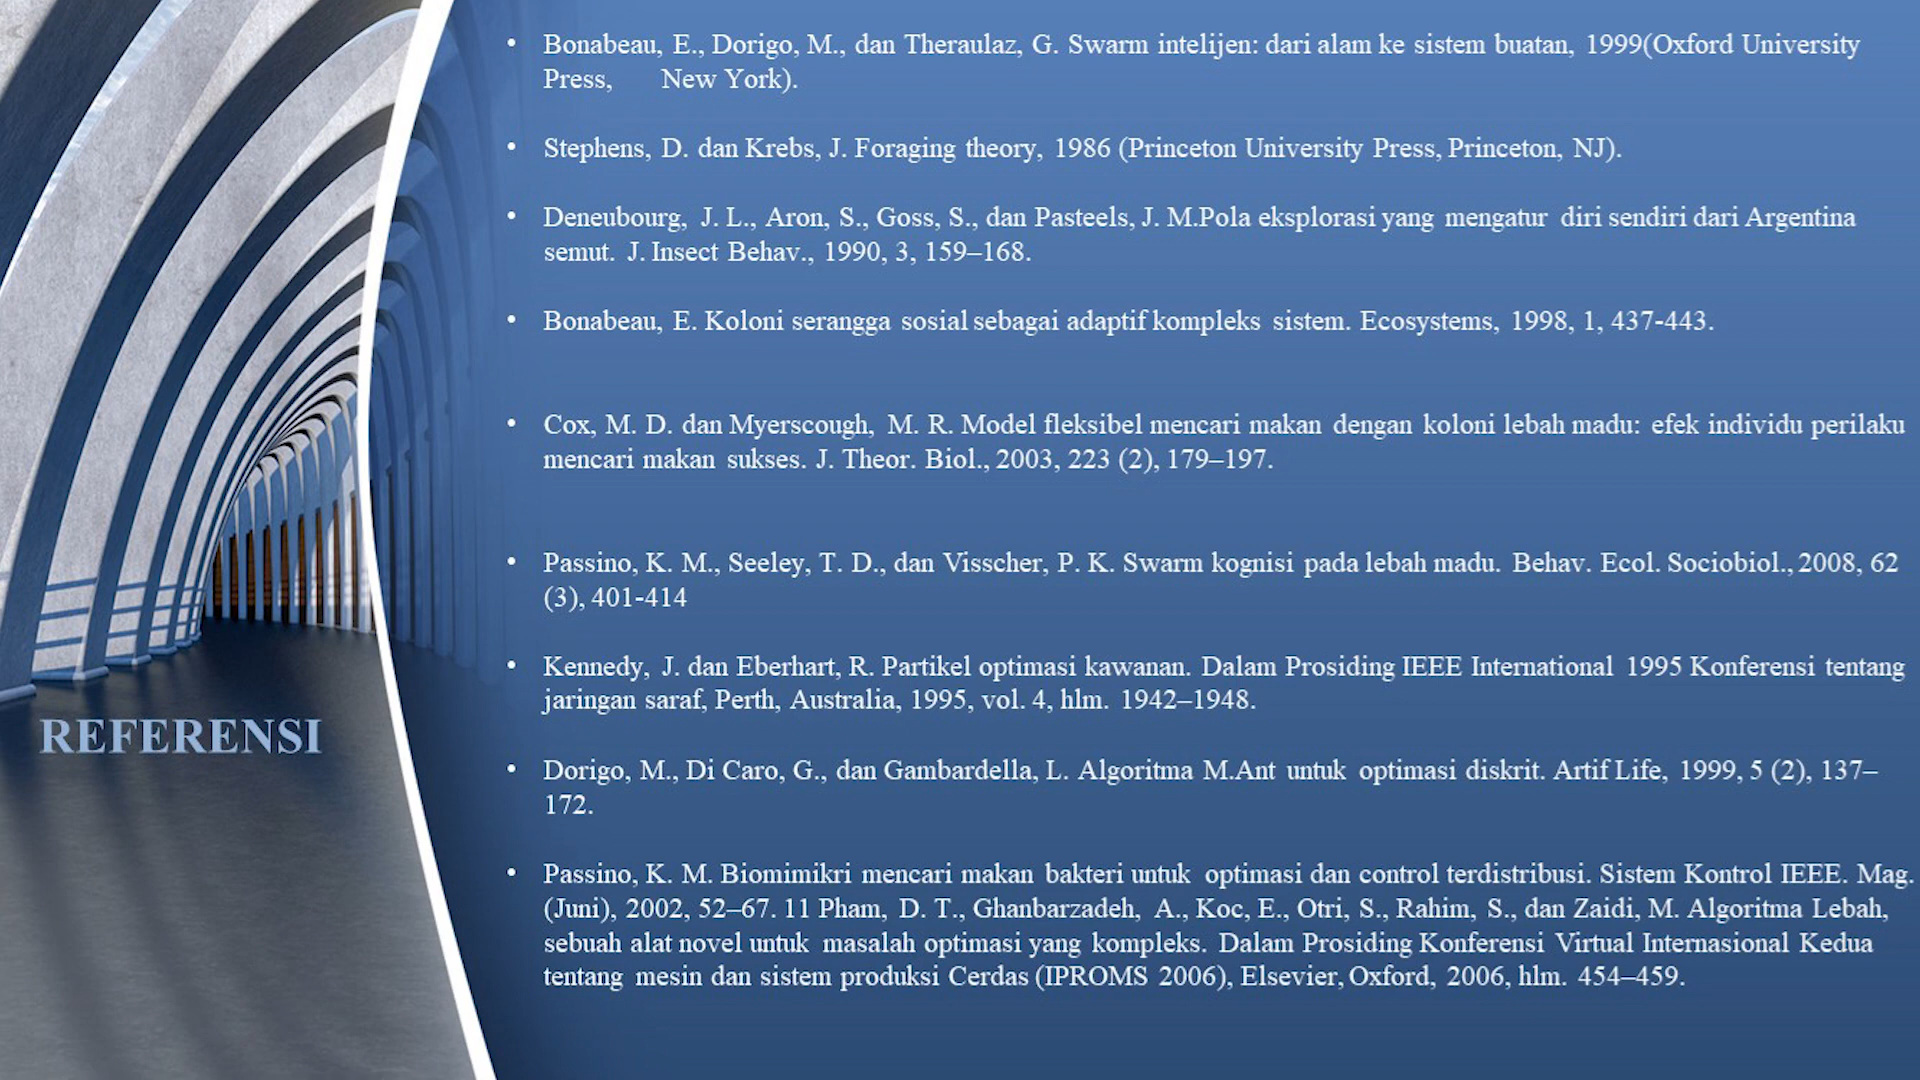 Bonabeau, E., Dorigo, M., dan Theraulaz, G. Swarm intelijen: dari alam ke sistem buatan, 1999(Oxford University
Press, New York).
Stephens, D. dan Krebs, J. Foraging theory, 1986 (Princeton University Press, Princeton, NJ).
Deneubourg, J. L., Aron, S., Goss, S., dan Pasteels, J. M.Pola eksplorasi yang mengatur diri sendiri dari Argentina
semut. J. Insect Behav., 1990, 3, 159–168.
Bonabeau, E. Koloni serangga sosial sebagai adaptif kompleks sistem. Ecosystems, 1998, 1, 437-443.
Cox, M. D. dan Myerscough, M. R. Model fleksibel mencari makan dengan koloni lebah madu: efek individu perilaku
mencari makan sukses. J. Theor. Biol., 2003, 223 (2), 179–197.
Passino, K. M., Seeley, T. D., dan Visscher, P. K. Swarm kognisi pada lebah madu. Behav. Ecol. Sociobiol., 2008, 62
(3), 401-414
Kennedy, J. dan Eberhart, R. Partikel optimasi kawanan. Dalam Prosiding IEEE International 1995 Konferensi tentang
jaringan saraf, Perth, Australia, 1995, vol. 4, hlm. 1942–1948.
REFERENSI
Dorigo, M., Di Caro, G., dan Gambardella, L. Algoritma M.Ant untuk optimasi diskrit. Artif Life, 1999, 5 (2), 137–
172.
Passino, K. M. Biomimikri mencari makan bakteri untuk optimasi dan control terdistribusi. Sistem Kontrol IEEE. Mag.
(Juni), 2002, 52–67. 11 Pham, D. T., Ghanbarzadeh, A., Koc, E., Otri, S., Rahim, S., dan Zaidi, M. Algoritma Lebah,
sebuah alat novel untuk masalah optimasi yang kompleks. Dalam Prosiding Konferensi Virtual Internasional Kedua
tentang mesin dan sistem produksi Cerdas (IPROMS 2006), Elsevier, Oxford, 2006, hlm. 454–459.